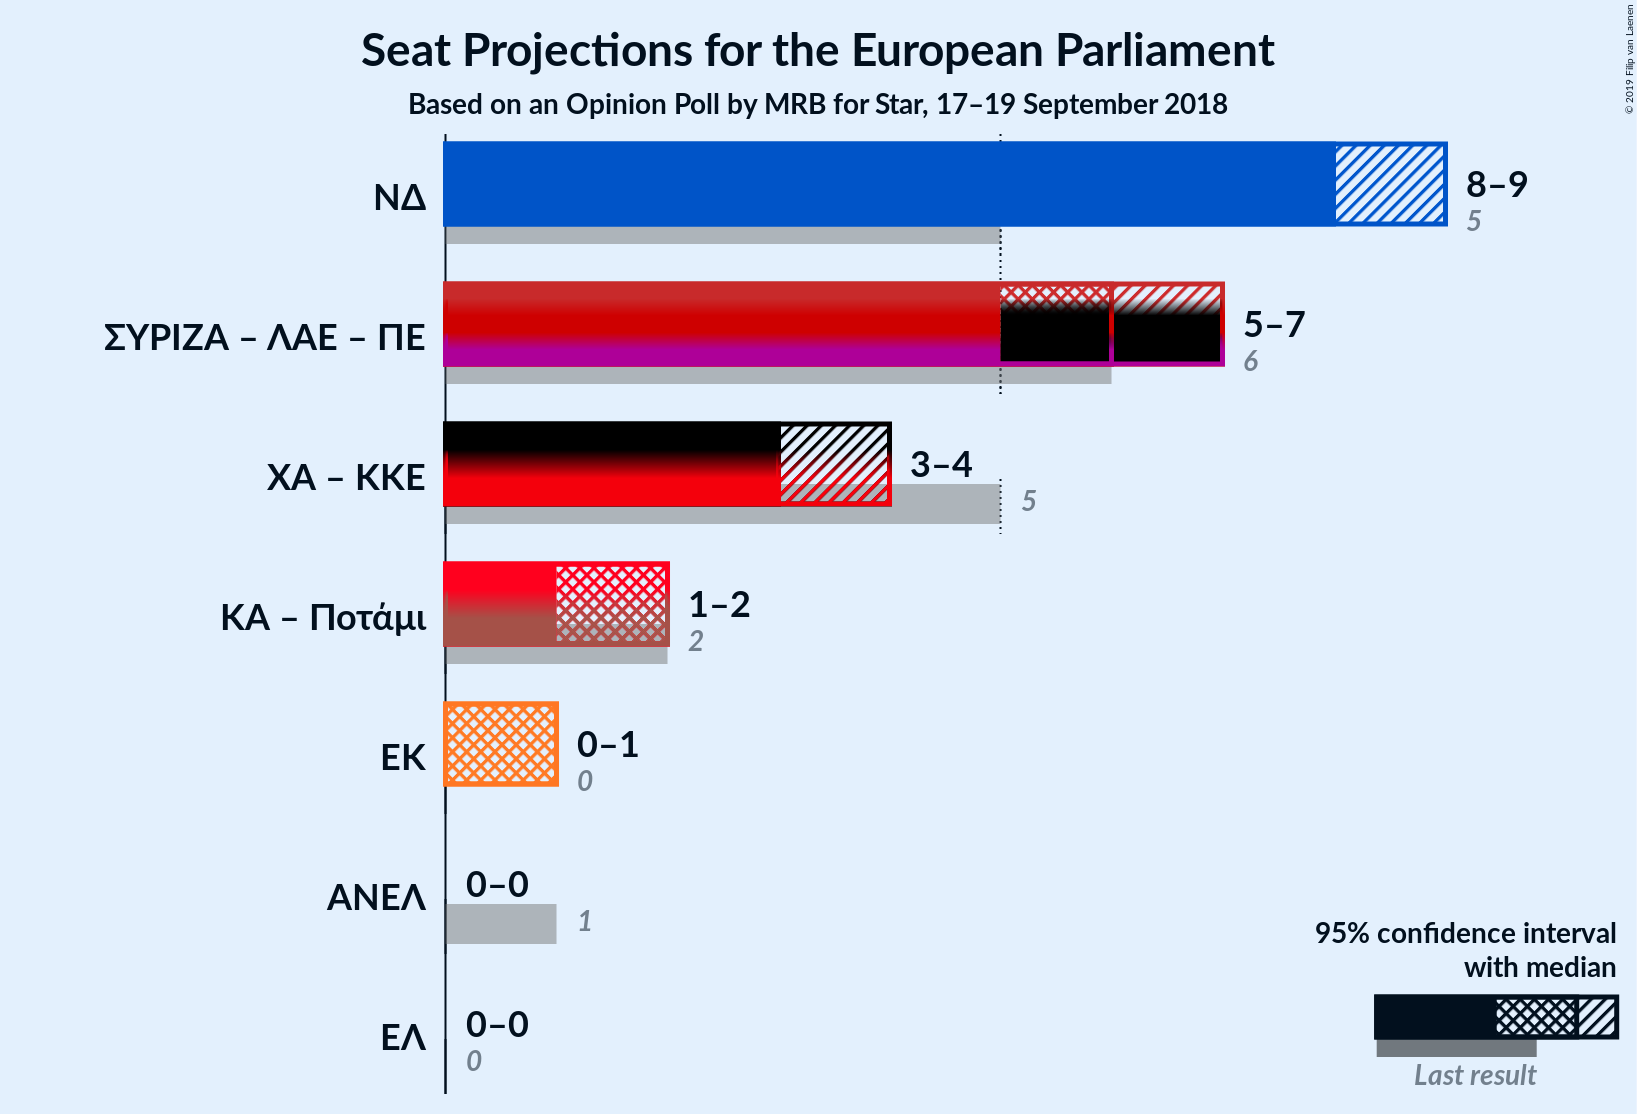 Seat Projections for the European Parliament
Based on an Opinion Poll by MRB for Star, 17–19 September 2018
© 2019 Filip van Laenen
ΝΔ
8–9
5
ΣΥΡΙΖΑ – ΛΑΕ – ΠΕ
5–7
6
ΧΑ – ΚΚΕ
3–4
5
ΚΑ – Ποτάμι
1–2
2
ΕΚ
0–1
0
ΑΝΕΛ
0–0
1
ΕΛ
0–0
0
95% confidence interval
with median
Last result